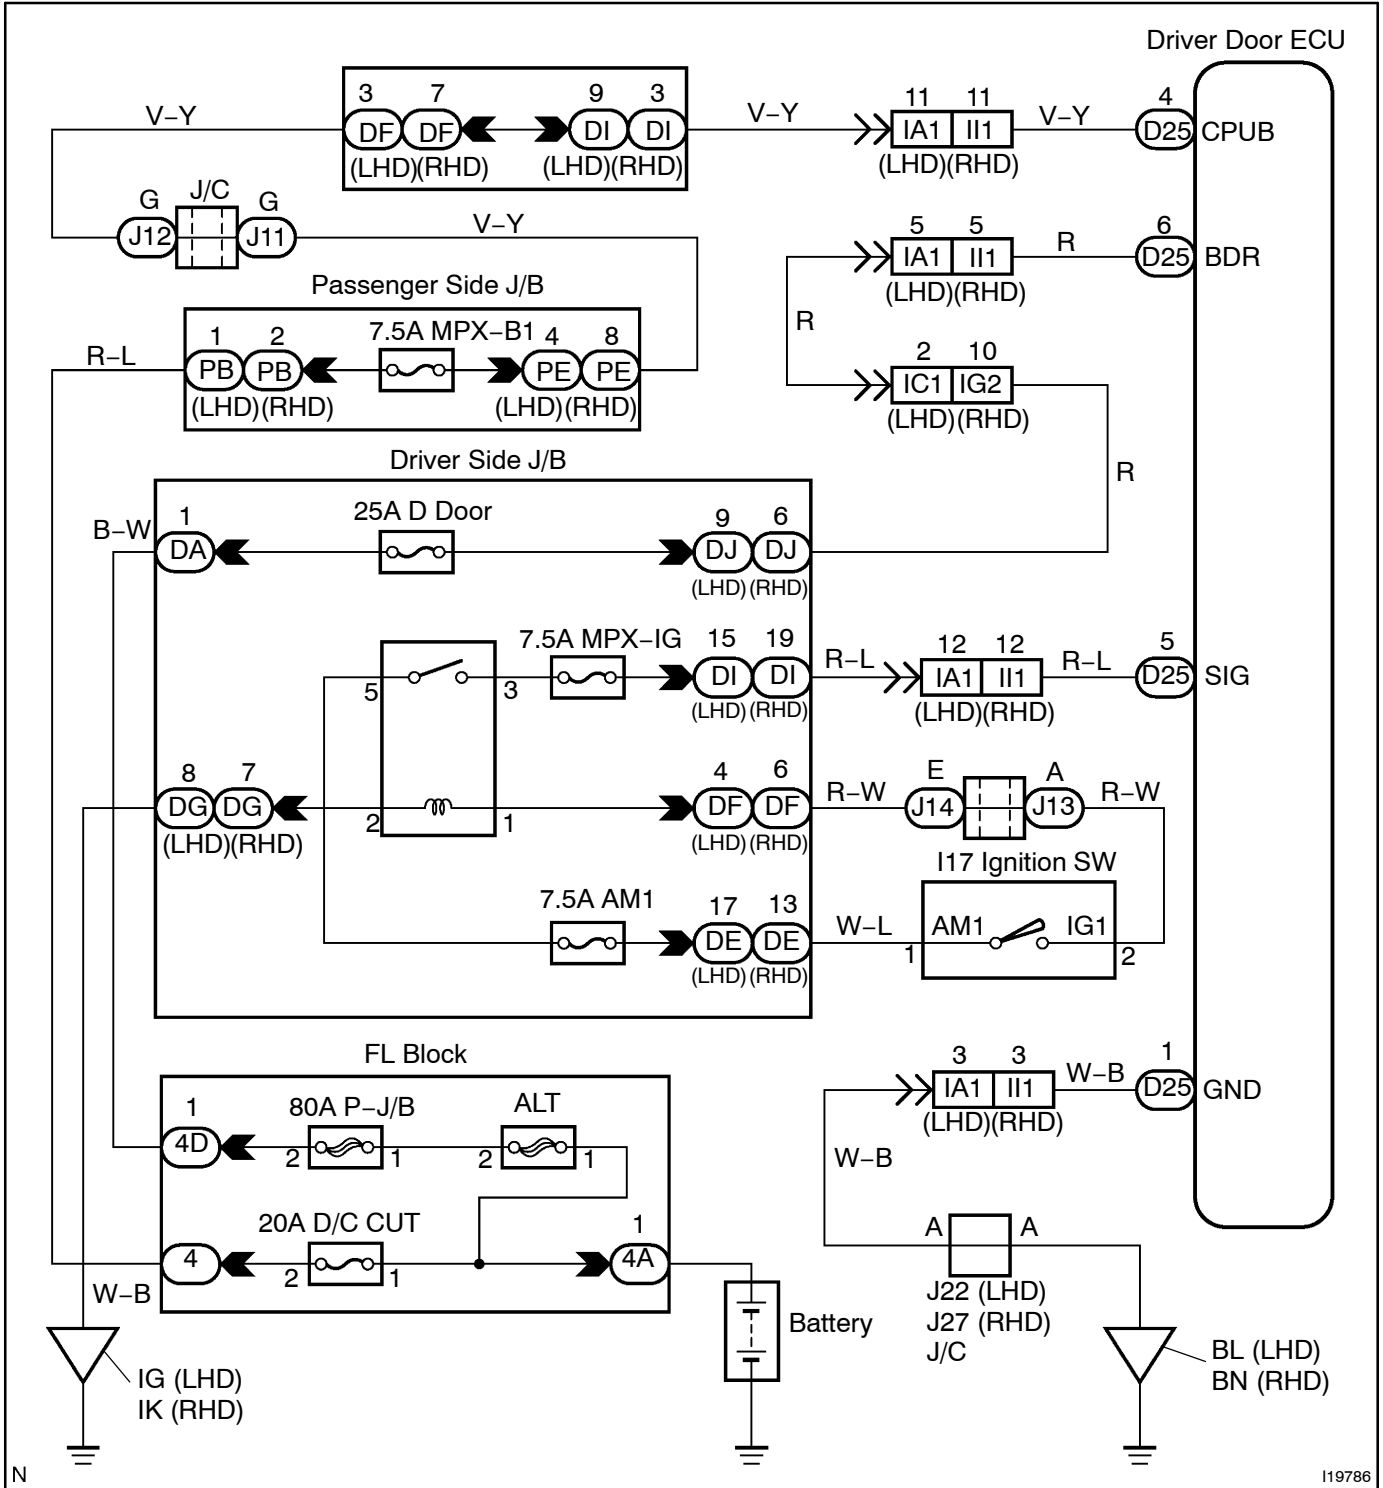 Driver Door ECU
3 7 9 3 11 11 4
V−Y DF DF DI DI V−Y IA1 II1 V−Y D25 CPUB
(LHD)(RHD) (LHD)(RHD) (LHD)(RHD)
G J/C G
J12 J11 V−Y
5 5 6
IA1 II1 R D25 BDR
(LHD)(RHD)
Passenger Side J/B
1 2 7.5A MPX−B1 4 8
R−L PB PB PE PE
(LHD)(RHD) (LHD)(RHD)
R
2 10
IC1 IG2
(LHD)(RHD)
R
Driver Side J/B
B−W 1 25A D Door 9 6
DA DJ DJ
(LHD) (RHD)
7.5A MPX−IG 15 19 12 12 5
5 3 DI DI R−L IA1 II1 R−L D25 SIG
(LHD) (RHD) (LHD)(RHD)
8 7 4 6 E A
DG DG 2 1 DF DF R−W J14 J13 R−W
(LHD)(RHD) (LHD) (RHD)
I17 Ignition SW
7.5A AM1 17 13
DE DE W−L 1 AM1 IG1 2
(LHD) (RHD)
FL Block
3 3 1
IA1 II1 W−B D25 GND
(LHD)(RHD)
1 80A P−J/B ALT
4D 2 1 2 1
W−B
20A D/C CUT 1
4 2 1 4A
W−B
A A
J22 (LHD)
J27 (RHD)
J/C
Battery
IG (LHD)
IK (RHD)
BL (LHD)
BN (RHD)
N
I19786